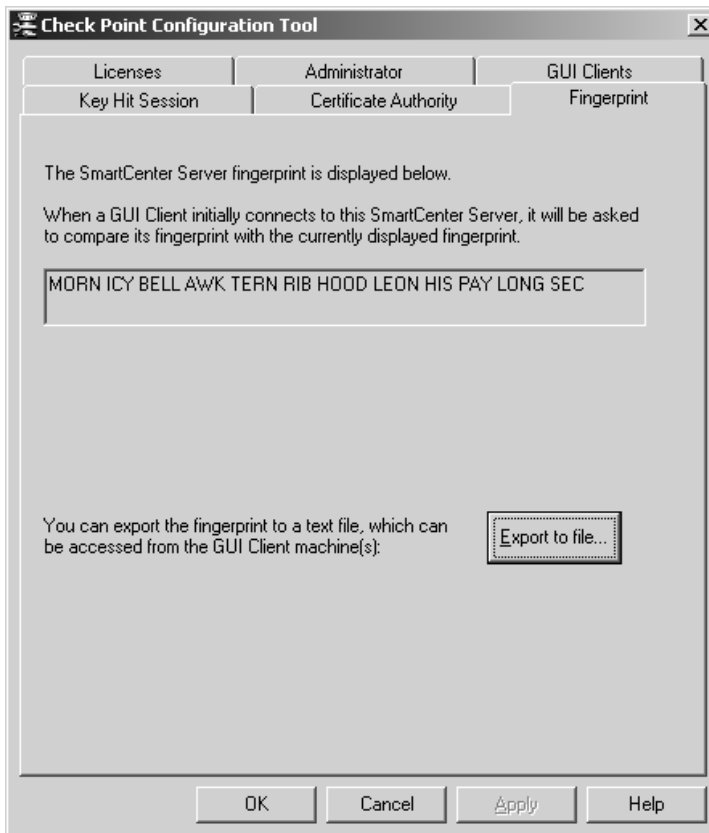 Check Point Configuration Tool
Licenses Administrator GUI Clients
Key Hit Session Certificate Authority Fingerprint
The SmartCenter Server fingerprint is displayed below.
When a GUI Client initially connects to this SmartCenter Server, it will be asked
to compare its fingerprint with the currently displayed fingerprint.
MORN ICY BELL AWK TERN RIB HOOD LEON HIS PAY LONG SEC
You can export the fingerprint to a text file, which can
be accessed from the GUI Client machine(s):
Export to file...
OK Cancel Apply Help